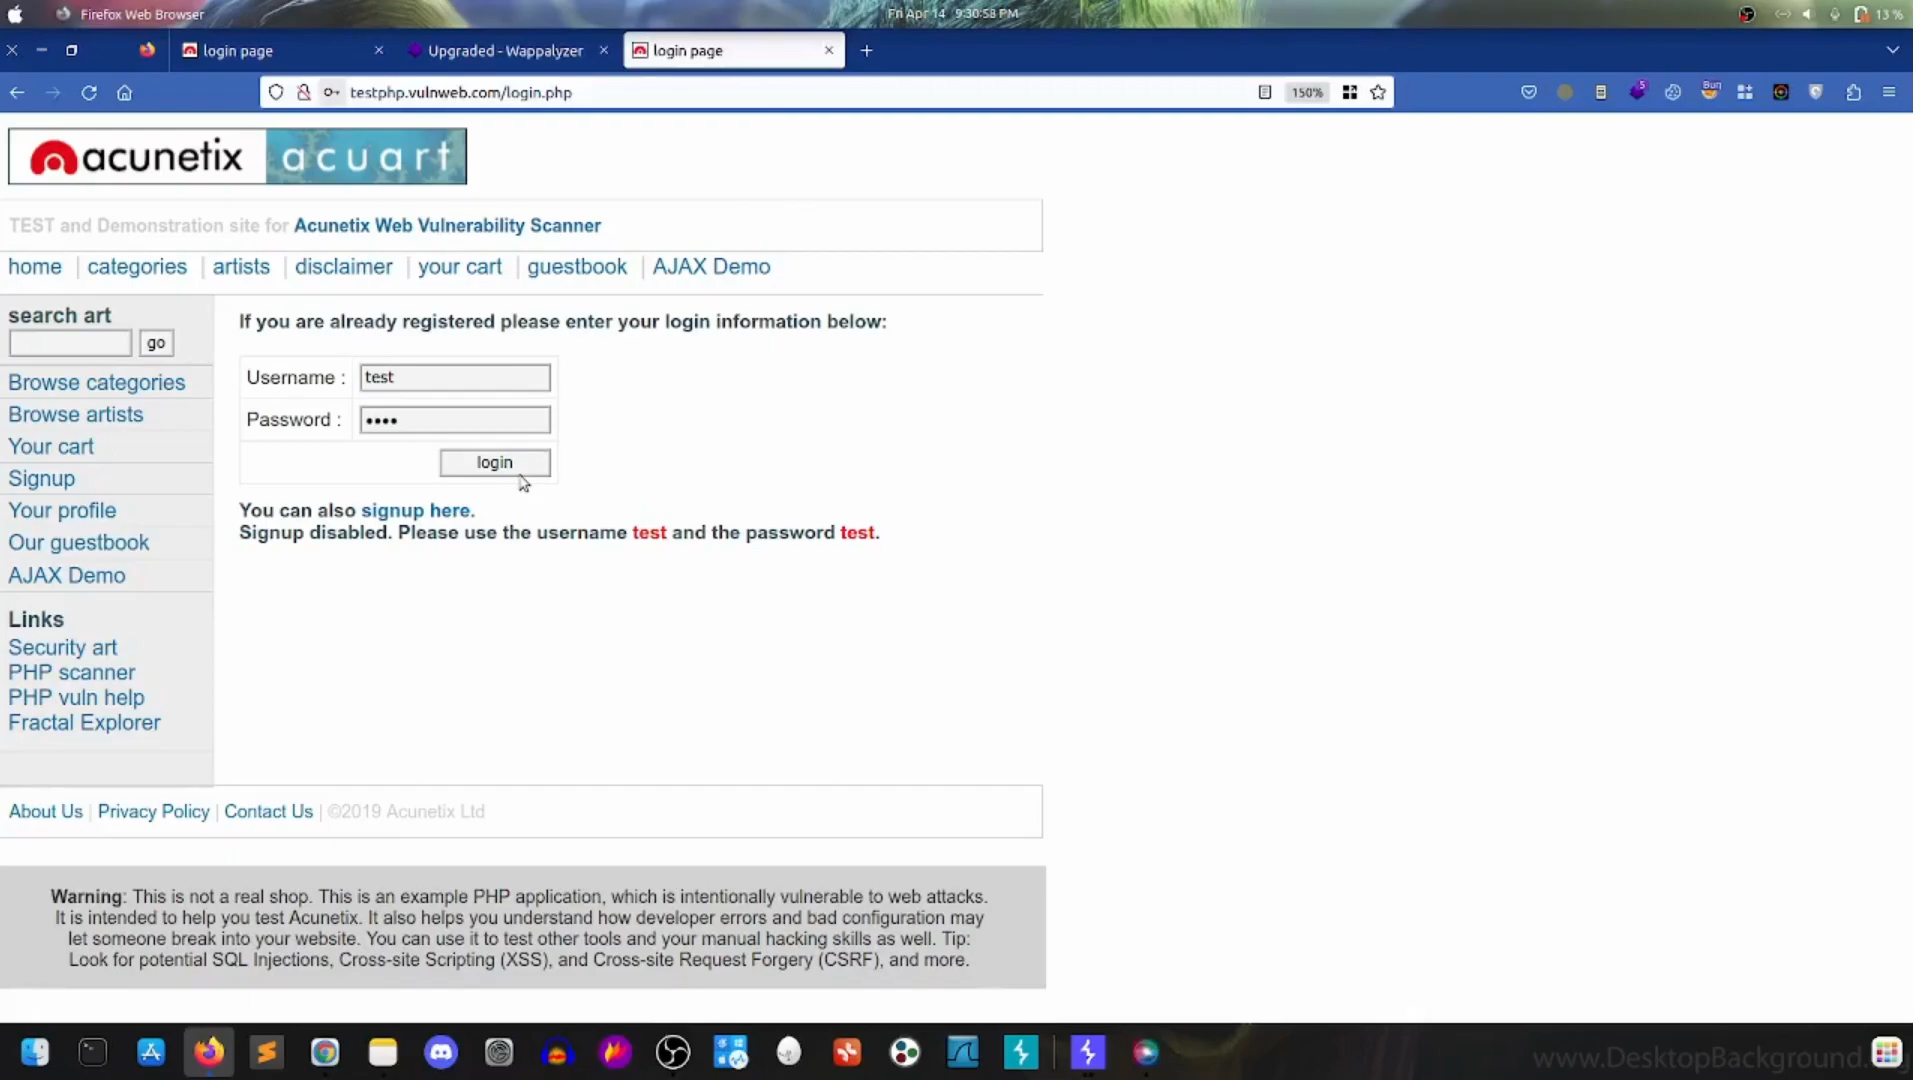 Firefox Web Browser
Fri Apr 14 9:30:58 PM
13 %
login page
Upgraded - Wappalyzer
login page
testphp.vulnweb.com/login.php
150%
5
Bun
acunetix acuart
TEST and Demonstration site for Acunetix Web Vulnerability Scanner
home | categories | artists | disclaimer | your cart | guestbook | AJAX Demo
search art
go
Browse categories
Browse artists
Your cart
Signup
Your profile
Our guestbook
AJAX Demo
Links
Security art
PHP scanner
PHP vuln help
Fractal Explorer
If you are already registered please enter your login information below:
Username : test
Password : ••••
login
You can also signup here.
Signup disabled. Please use the username test and the password test.
About Us | Privacy Policy | Contact Us | ©2019 Acunetix Ltd
Warning: This is not a real shop. This is an example PHP application, which is intentionally vulnerable to web attacks.
It is intended to help you test Acunetix. It also helps you understand how developer errors and bad configuration may
let someone break into your website. You can use it to test other tools and your manual hacking skills as well. Tip:
Look for potential SQL Injections, Cross-site Scripting (XSS), and Cross-site Request Forgery (CSRF), and more.